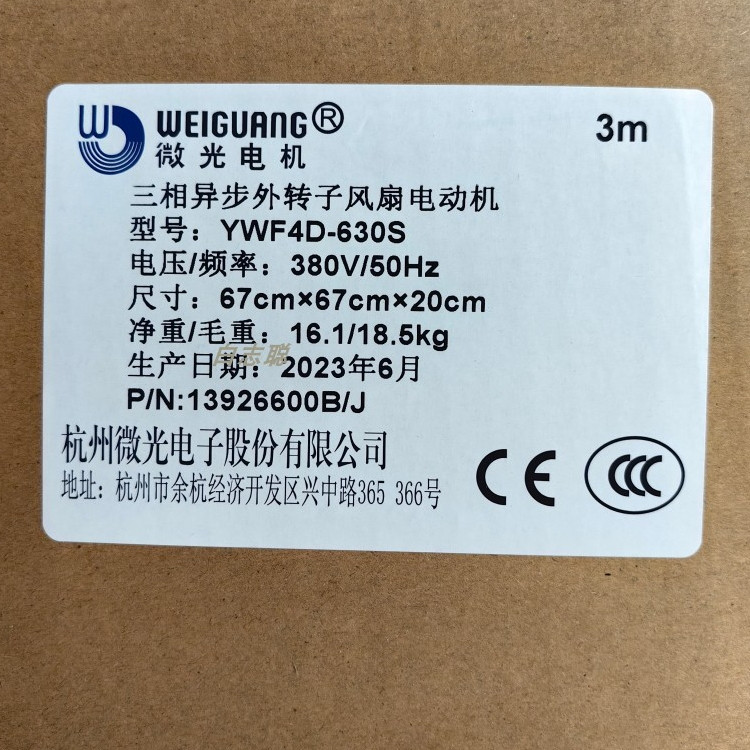 WEIGUANG®
微光电机
3m
三相异步外转子风扇电动机
型号：YWF4D-630S
电压/频率：380V/50Hz
尺寸：67cm×67cm×20cm
净重/毛重：16.1/18.5kg
向志聪
生产日期：2023年6月
P/N:13926600B/J
杭州微光电子股份有限公司
地址：杭州市余杭经济开发区兴中路365 366号
CE
CCC